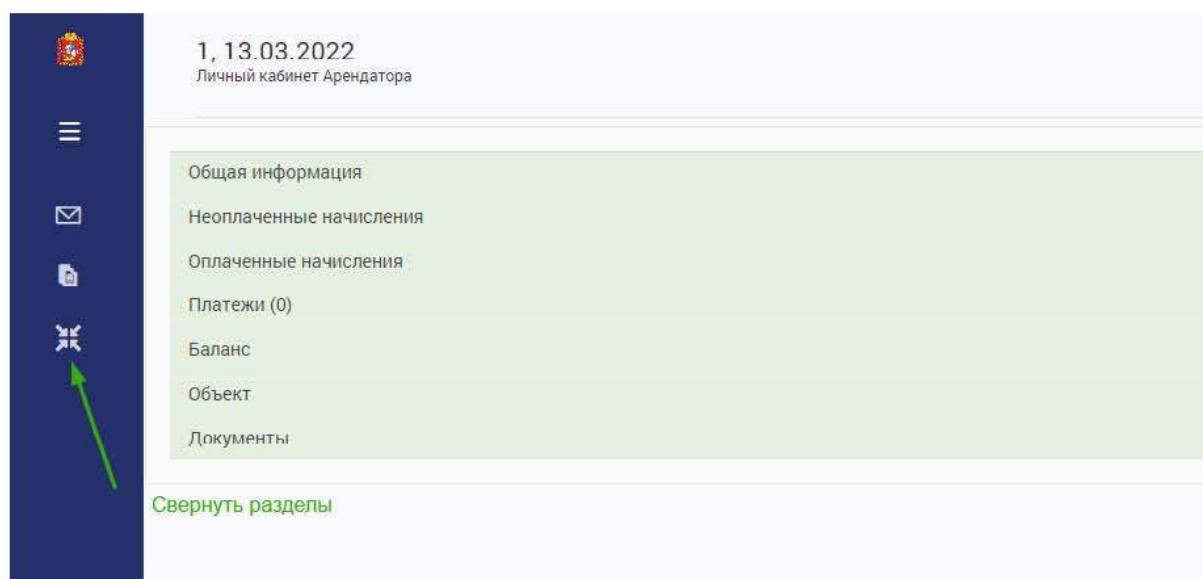 1, 13.03.2022
Личный кабинет Арендатора
Общая информация
Неоплаченные начисления
Оплаченные начисления
Платежи (0)
Баланс
Объект
Документы
Свернуть разделы